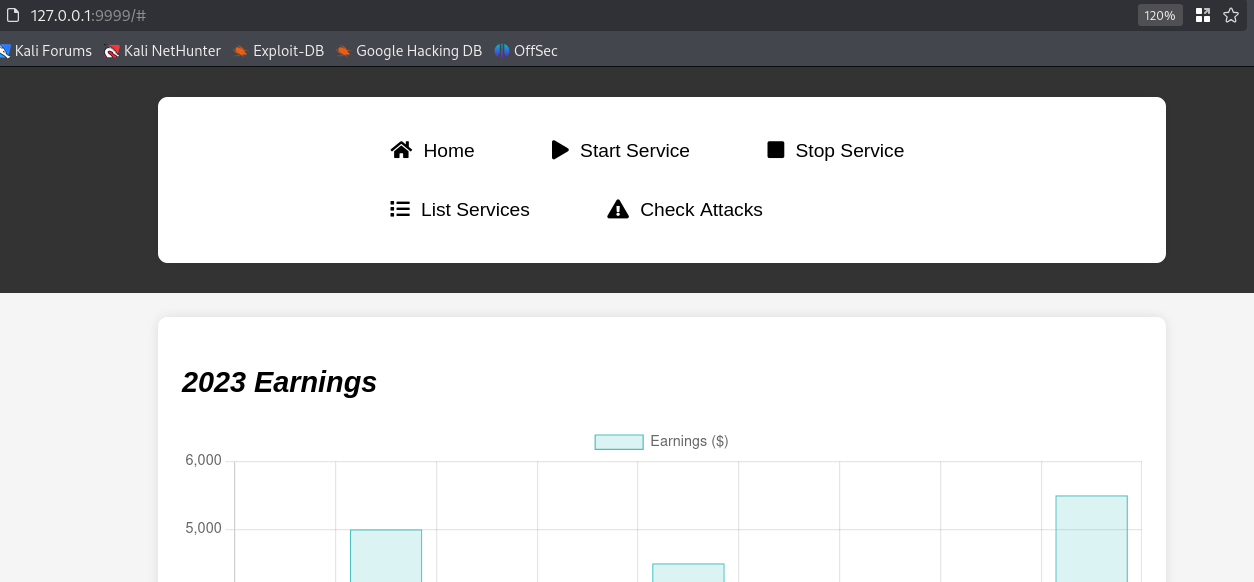 127.0.0.1:9999/#
120%
Kali Forums Kali NetHunter Exploit-DB Google Hacking DB OffSec
Home Start Service Stop Service
List Services Check Attacks
2023 Earnings
Earnings ($)
6,000
5,000